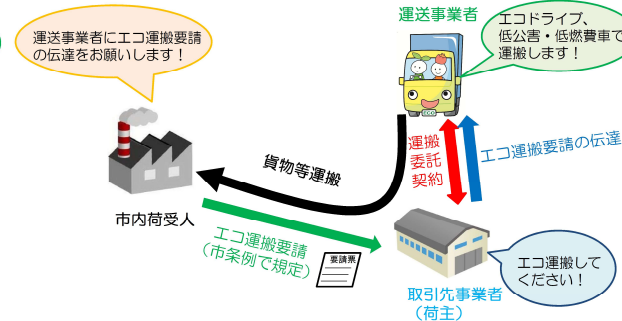 運送事業者にエコ運搬要請
の伝達をお願いします！
運送事業者
エコドライブ、
低公害・低燃費車で
運搬します！
ECO
運搬
委託
契約
エコ運搬要請の伝達
貨物等運搬
市内荷受人
エコ運搬要請
（市条例で規定）
要請票
エコ運搬して
ください！
取引先事業者
（荷主）